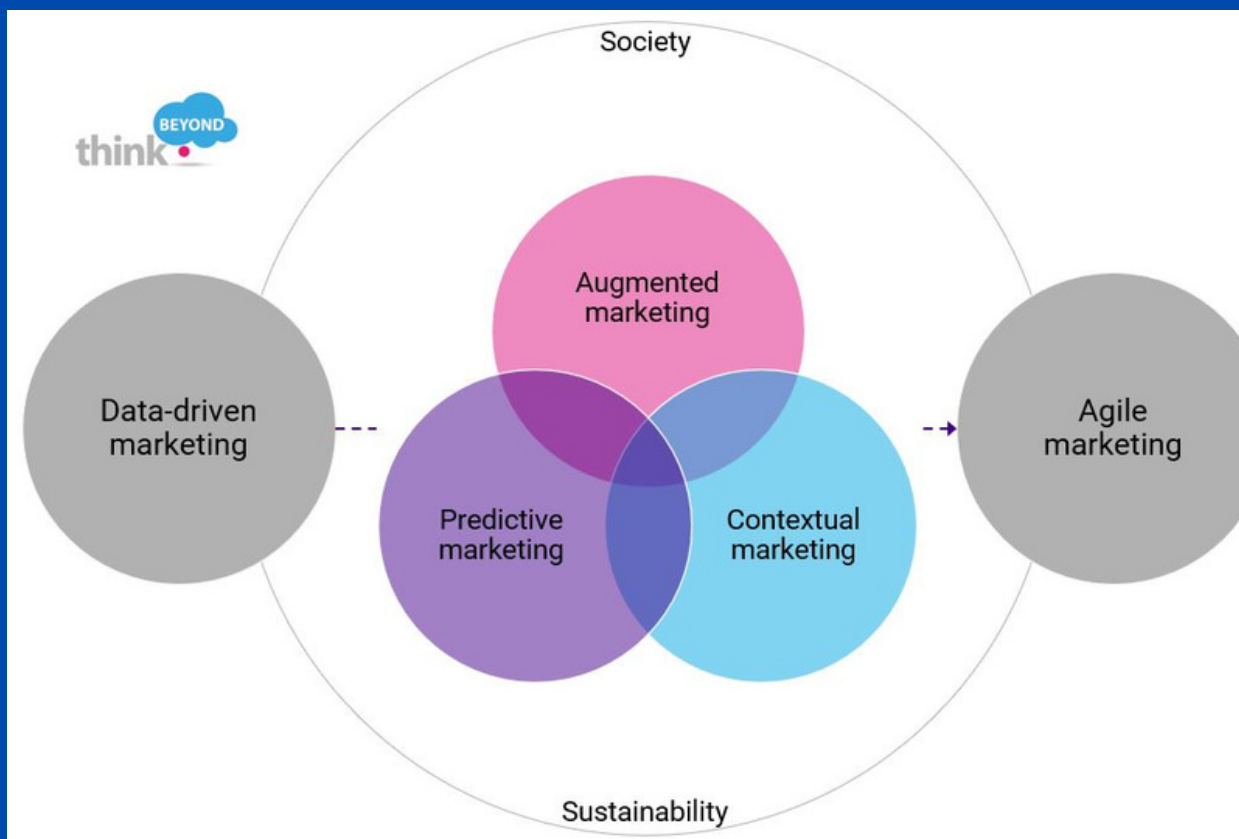 Society
think
BEYOND
Augmented
marketing
Data-driven
marketing
Agile
marketing
Predictive
marketing
Contextual
marketing
Sustainability